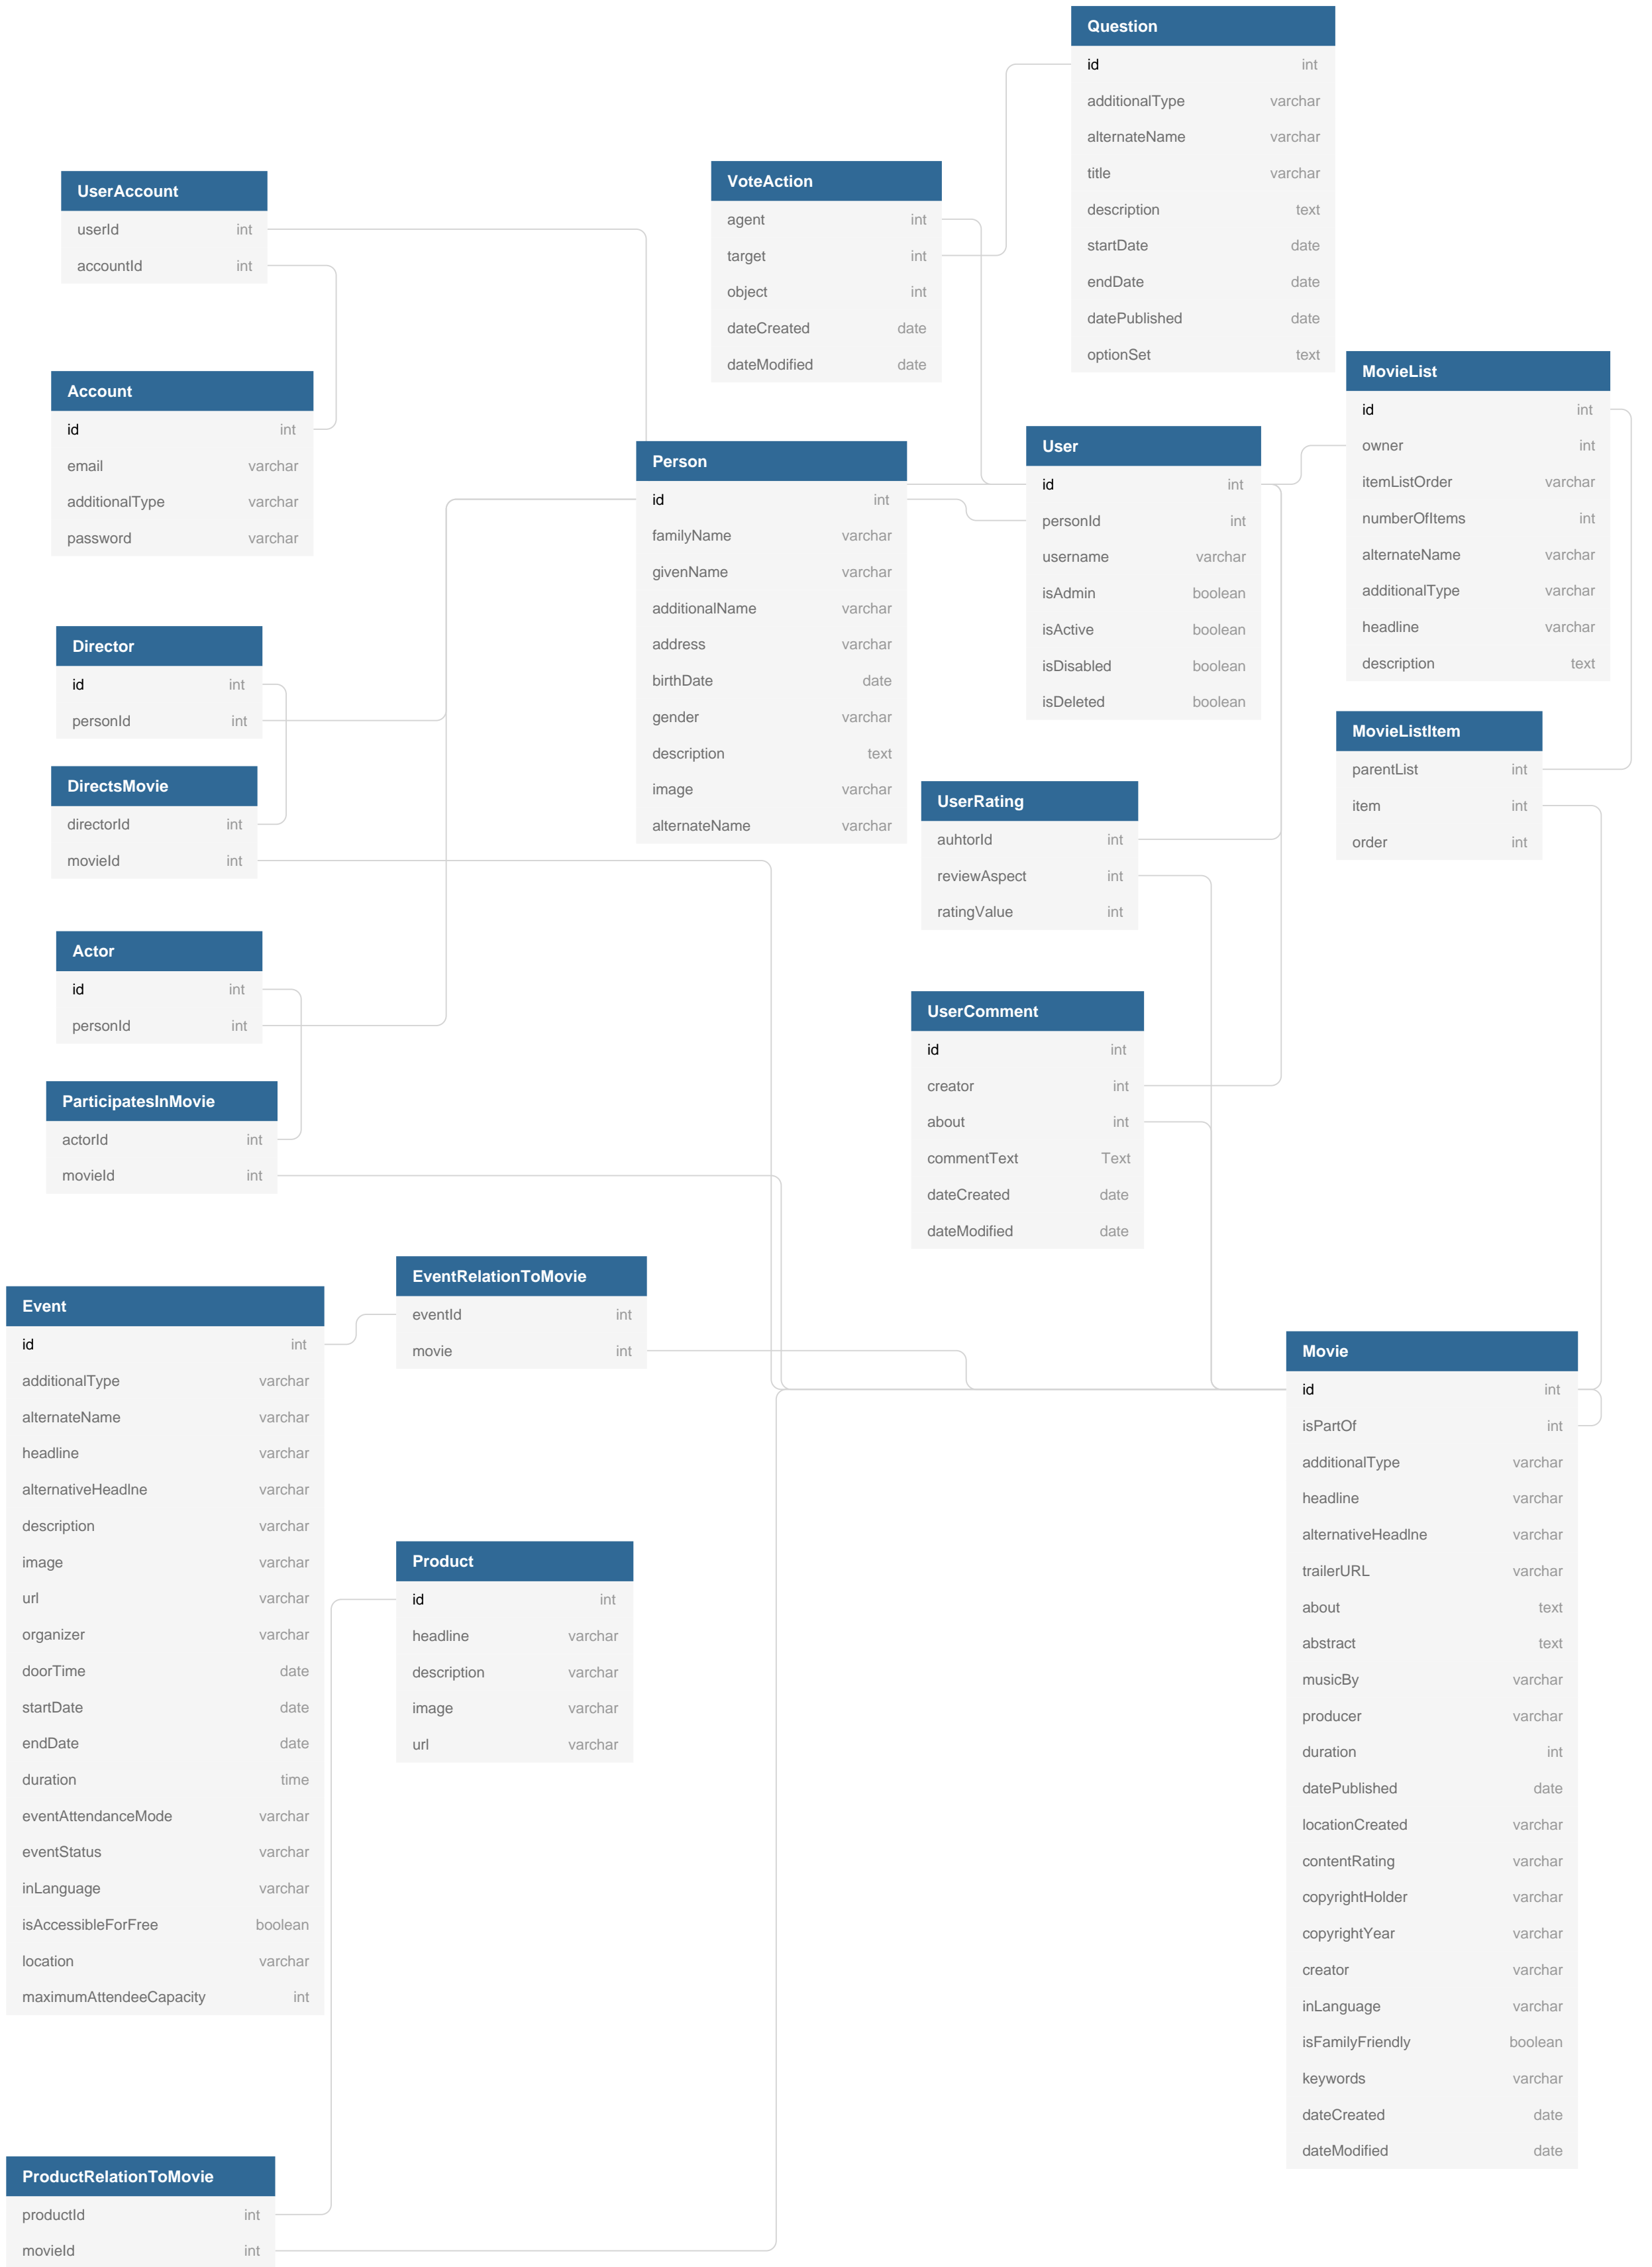 Question
id int
additionalType varchar
alternateName varchar
title varchar
description text
startDate date
endDate date
datePublished date
optionSet text
VoteAction
agent int
target int
object int
dateCreated date
dateModified date
UserAccount
userId int
accountId int
Account
id int
email varchar
additionalType varchar
password varchar
MovieList
id int
owner int
itemListOrder varchar
numberOfItems int
alternateName varchar
additionalType varchar
headline varchar
description text
Person
id int
familyName varchar
givenName varchar
additionalName varchar
address varchar
birthDate date
gender varchar
description text
image varchar
alternateName varchar
User
id int
personId int
username varchar
isAdmin boolean
isActive boolean
isDisabled boolean
isDeleted boolean
Director
id int
personId int
MovieListItem
parentList int
item int
order int
DirectsMovie
directorId int
movieId int
UserRating
auhtorId int
reviewAspect int
ratingValue int
Actor
id int
personId int
UserComment
id int
creator int
about int
commentText Text
dateCreated date
dateModified date
ParticipatesInMovie
actorId int
movieId int
EventRelationToMovie
eventId int
movie int
Event
id int
additionalType varchar
alternateName varchar
headline varchar
alternativeHeadlne varchar
description varchar
image varchar
url varchar
organizer varchar
doorTime date
startDate date
endDate date
duration time
eventAttendanceMode varchar
eventStatus varchar
inLanguage varchar
isAccessibleForFree boolean
location varchar
maximumAttendeeCapacity int
Movie
id int
isPartOf int
additionalType varchar
headline varchar
alternativeHeadlne varchar
trailerURL varchar
about text
abstract text
musicBy varchar
producer varchar
duration int
datePublished date
locationCreated varchar
contentRating varchar
copyrightHolder varchar
copyrightYear varchar
creator varchar
inLanguage varchar
isFamilyFriendly boolean
keywords varchar
dateCreated date
dateModified date
Product
id int
headline varchar
description varchar
image varchar
url varchar
ProductRelationToMovie
productId int
movieId int